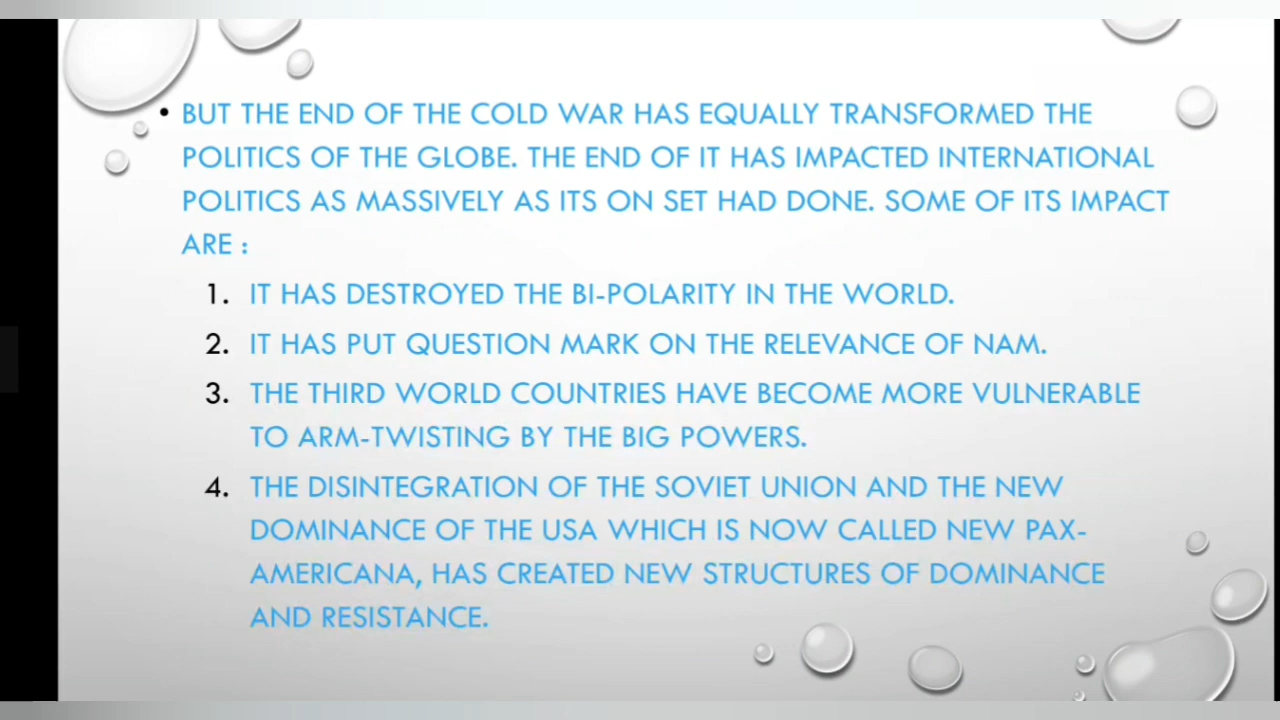 • BUT THE END OF THE COLD WAR HAS EQUALLY TRANSFORMED THE
POLITICS OF THE GLOBE. THE END OF IT HAS IMPACTED INTERNATIONAL
POLITICS AS MASSIVELY AS ITS ON SET HAD DONE. SOME OF ITS IMPACT
ARE :
1. IT HAS DESTROYED THE BI-POLARITY IN THE WORLD.
2. IT HAS PUT QUESTION MARK ON THE RELEVANCE OF NAM.
3. THE THIRD WORLD COUNTRIES HAVE BECOME MORE VULNERABLE
TO ARM-TWISTING BY THE BIG POWERS.
4. THE DISINTEGRATION OF THE SOVIET UNION AND THE NEW
DOMINANCE OF THE USA WHICH IS NOW CALLED NEW PAX-
AMERICANA, HAS CREATED NEW STRUCTURES OF DOMINANCE
AND RESISTANCE.